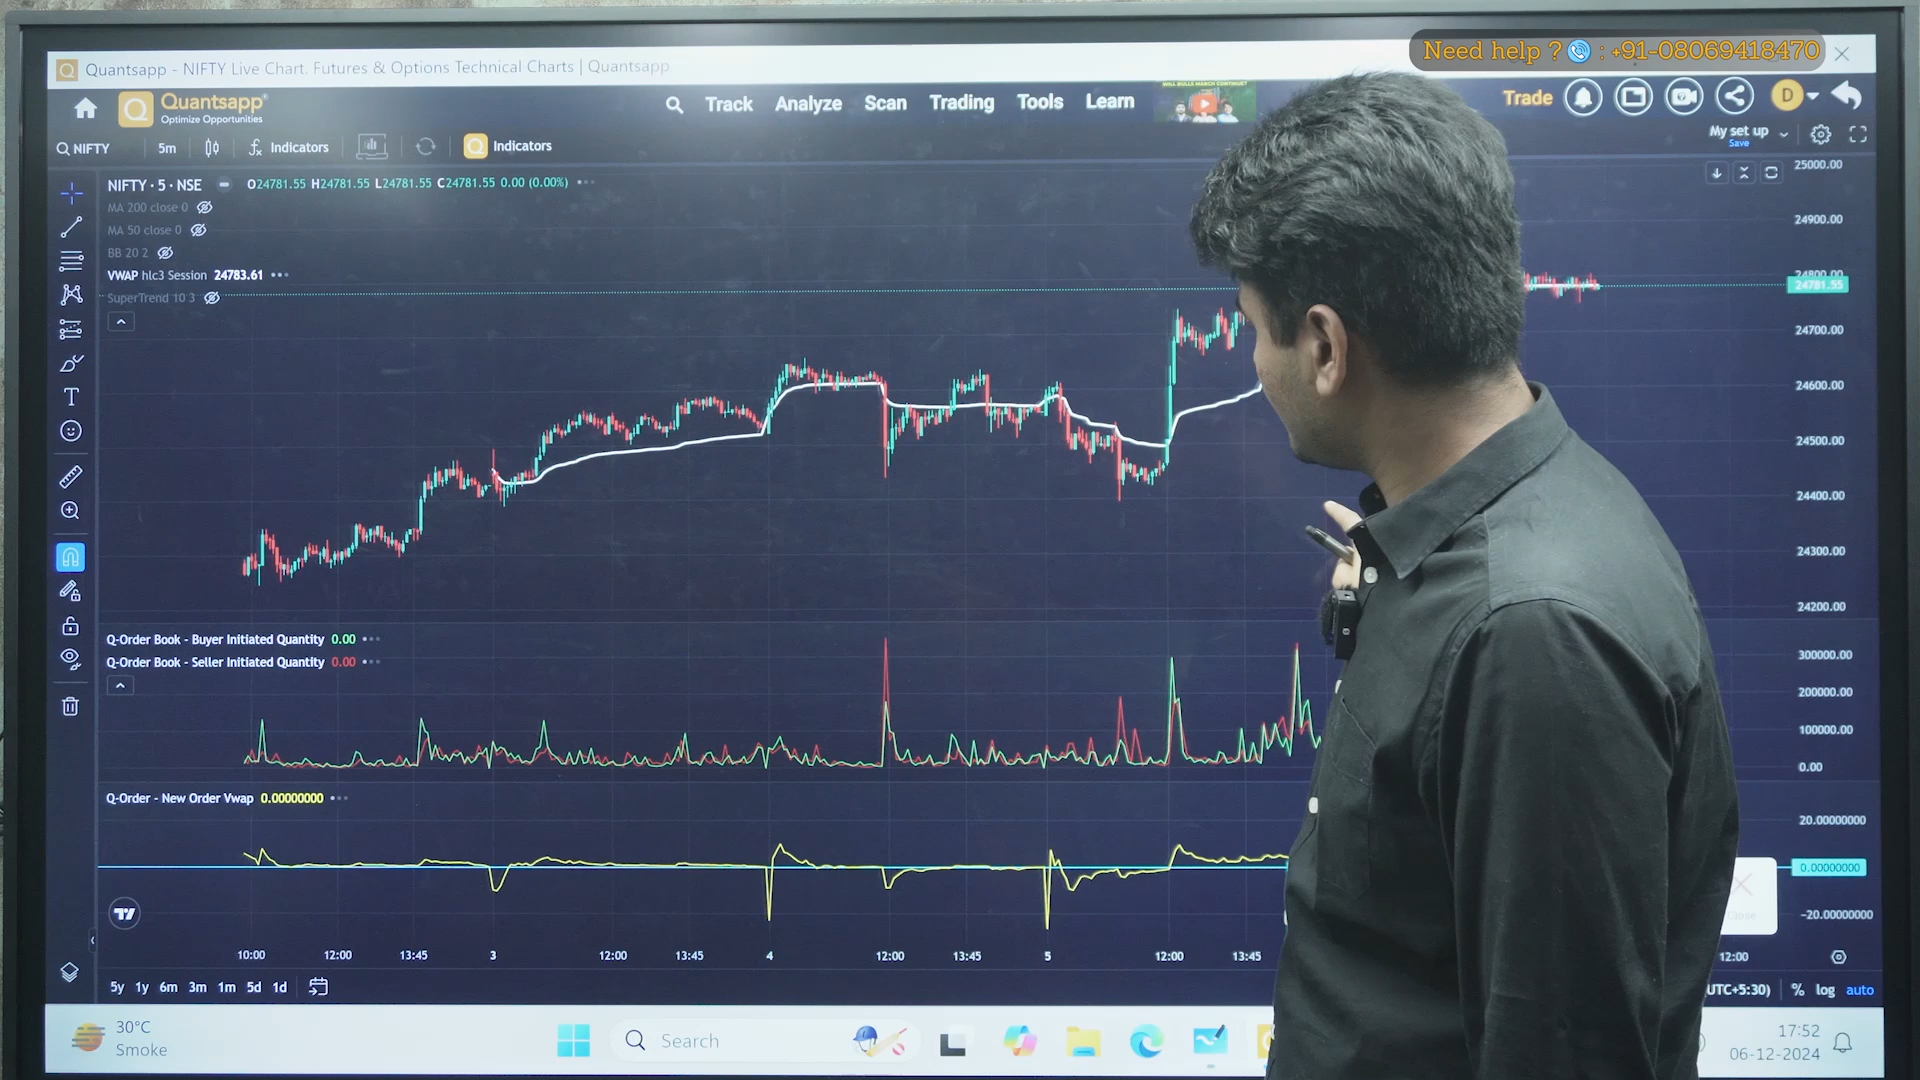 Need help ? : +91-08069418470
Quantsapp - NIFTY Live Chart. Futures & Options Technical Charts | Quantsapp
Quantsapp
Optimize Opportunities
Track Analyze Scan Trading Tools Learn
WILL BULLS MARCH CONTINUE?
Trade
D
NIFTY 5m Indicators Indicators
My set up
Save
NIFTY · 5 · NSE O24781.55 H24781.55 L24781.55 C24781.55 0.00 (0.00%)
MA 200 close 0
MA 50 close 0
BB 20 2
VWAP hlc3 Session 24783.61
SuperTrend 10 3
25000.00
24900.00
24800.00
24781.55
24700.00
24600.00
24500.00
24400.00
24300.00
24200.00
Q-Order Book - Buyer Initiated Quantity 0.00
Q-Order Book - Seller Initiated Quantity 0.00
300000.00
200000.00
100000.00
0.00
Q-Order - New Order Vwap 0.00000000
20.00000000
0.00000000
-20.00000000
Close
10:00 12:00 13:45 3 12:00 13:45 4 12:00 13:45 5 12:00 13:45 12:00
5y 1y 6m 3m 1m 5d 1d
UTC+5:30) % log auto
30°C
Smoke
Search
17:52
06-12-2024